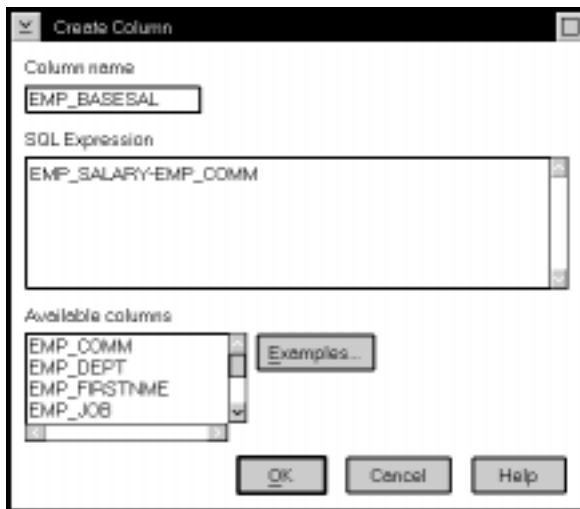 Create Column
Column name
EMP_BASESAL
SQL Expression
EMP_SALARY-EMP_COMM
Available columns
EMP_COMM
EMP_DEPT
EMP_FIRSTNME
EMP_JOB
Examples...
OK Cancel Help